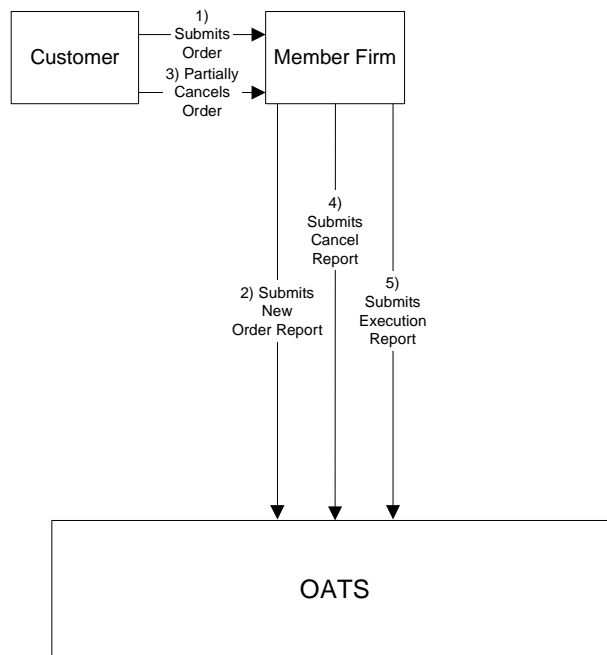 1)
Submits
Order
Customer
Member Firm
3) Partially
Cancels
Order
4)
Submits
Cancel
Report
2) Submits
New
Order Report
5)
Submits
Execution
Report
OATS